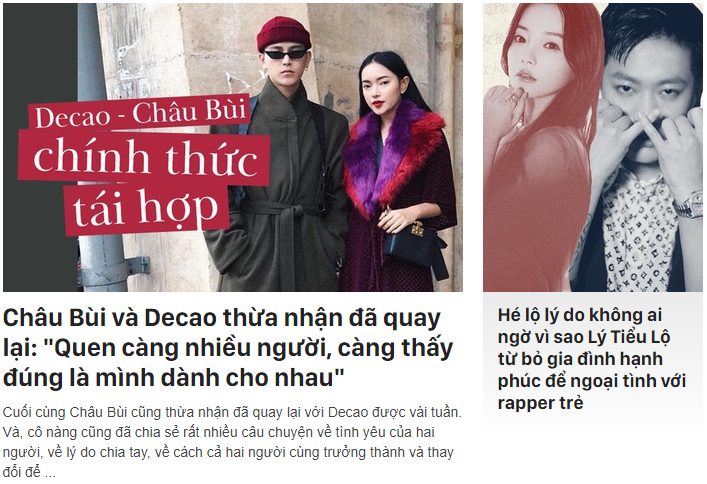 Decao - Châu Bùi
chính thức
tái hợp
Châu Bùi và Decao thừa nhận đã quay
lại: "Quen càng nhiều người, càng thấy
đúng là mình dành cho nhau"
Cuối cùng Châu Bùi cũng thừa nhận đã quay lại với Decao được vài tuần.
Và, cô nàng cũng đã chia sẻ rất nhiều câu chuyện về tình yêu của hai
người, về lý do chia tay, về cách cả hai người cùng trưởng thành và thay
đổi để ...
Hé lộ lý do không ai
ngờ vì sao Lý Tiểu Lộ
từ bỏ gia đình hạnh
phúc để ngoại tình với
rapper trẻ